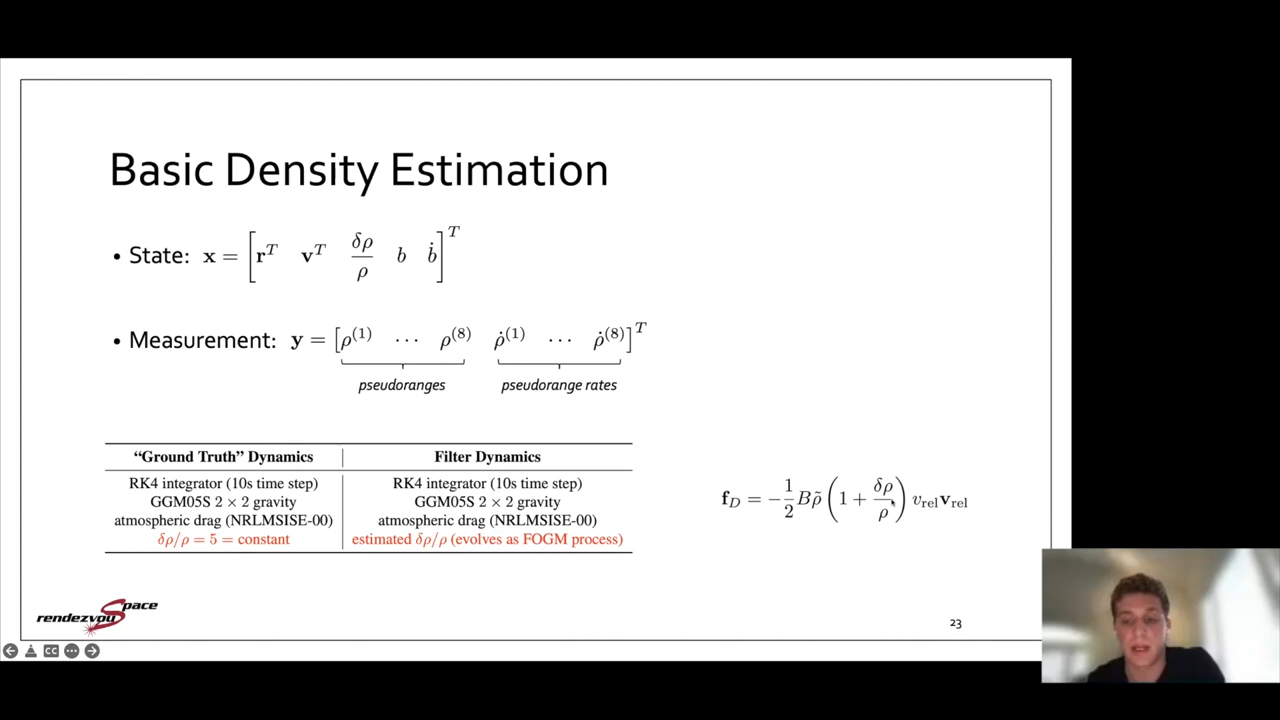 Basic Density Estimation
• State: x = [r^T v^T δρ/ρ b ḃ]^T
• Measurement: y = [ρ^(1) ··· ρ^(8) ρ̇^(1) ··· ρ̇^(8)]^T
pseudoranges pseudorange rates
"Ground Truth" Dynamics Filter Dynamics
RK4 integrator (10s time step) RK4 integrator (10s time step)
GGM05S 2 × 2 gravity GGM05S 2 × 2 gravity
atmospheric drag (NRLMSISE-00) atmospheric drag (NRLMSISE-00)
δρ/ρ = 5 = constant estimated δρ/ρ (evolves as FOGM process)
f_D = −1/2 Bρ̃ (1 + δρ/ρ) v_rel v_rel
rendezvouSpace
23
CC